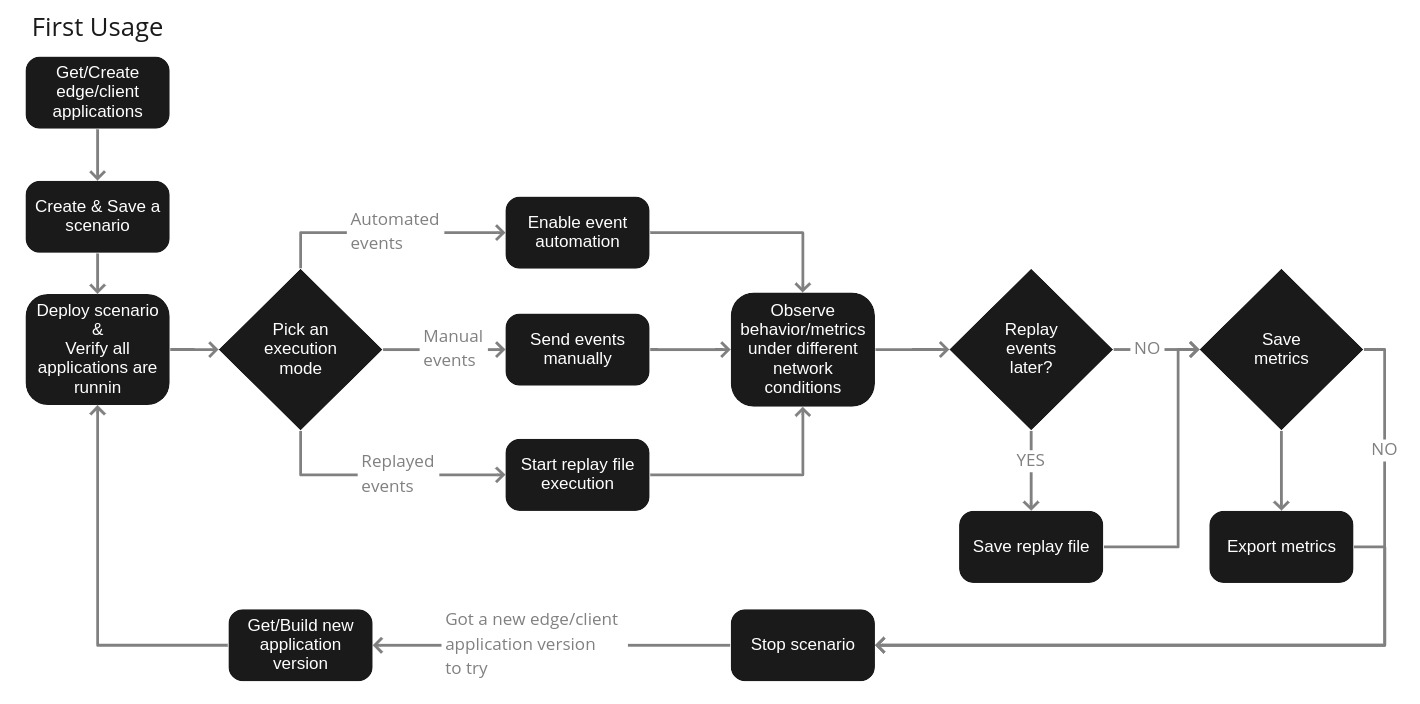 First Usage
Get/Create
edge/client
applications
Create & Save a
scenario
Deploy scenario
&
Verify all
applications are
runnin
Pick an
execution
mode
Automated
events
Manual
events
Replayed
events
Enable event
automation
Send events
manually
Start replay file
execution
Observe
behavior/metrics
under different
network
conditions
Replay
events
later?
NO
YES
Save replay file
Save
metrics
NO
Export metrics
Stop scenario
Got a new edge/client
application version
to try
Get/Build new
application
version